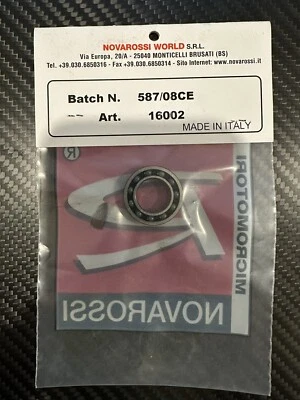 NOVAROSSI WORLD S.R.L.
Via Europa, 20/A - 25040 MONTICELLI BRUSATI (BS)
Tel. +39.030.6850316 - Fax +39.030.6850314 - Sito Internet: www.novarossi.it
Batch N. 587/08CE
Art. 16002
MADE IN ITALY
®
MICROMOTORI
NOVAROSSI